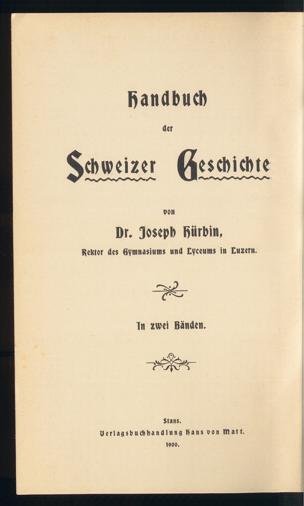 Handbuch
der
Schweizer Geschichte
von
Dr. Joseph Hürbin,
Rektor des Gymnasiums und Lyceums in Luzern.
In zwei Bänden.
Stans.
Verlagsbuchhandlung Hans von Matt.
1900.